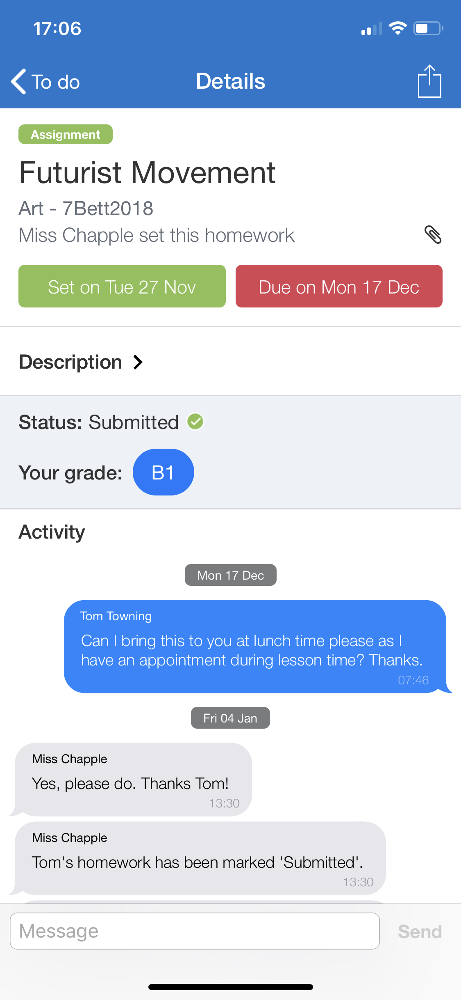 17:06
To do
Details
Assignment
Futurist Movement
Art - 7Bett2018
Miss Chapple set this homework
Set on Tue 27 Nov
Due on Mon 17 Dec
Description
Status: Submitted
Your grade: B1
Activity
Mon 17 Dec
Tom Towning
Can I bring this to you at lunch time please as I
have an appointment during lesson time? Thanks.
07:46
Fri 04 Jan
Miss Chapple
Yes, please do. Thanks Tom!
13:30
Miss Chapple
Tom's homework has been marked 'Submitted'.
13:30
Message
Send